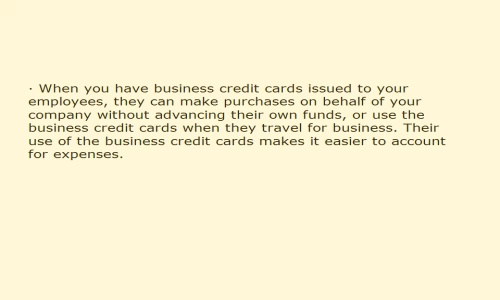 · When you have business credit cards issued to your
employees, they can make purchases on behalf of your
company without advancing their own funds, or use the
business credit cards when they travel for business. Their
use of the business credit cards makes it easier to account
for expenses.